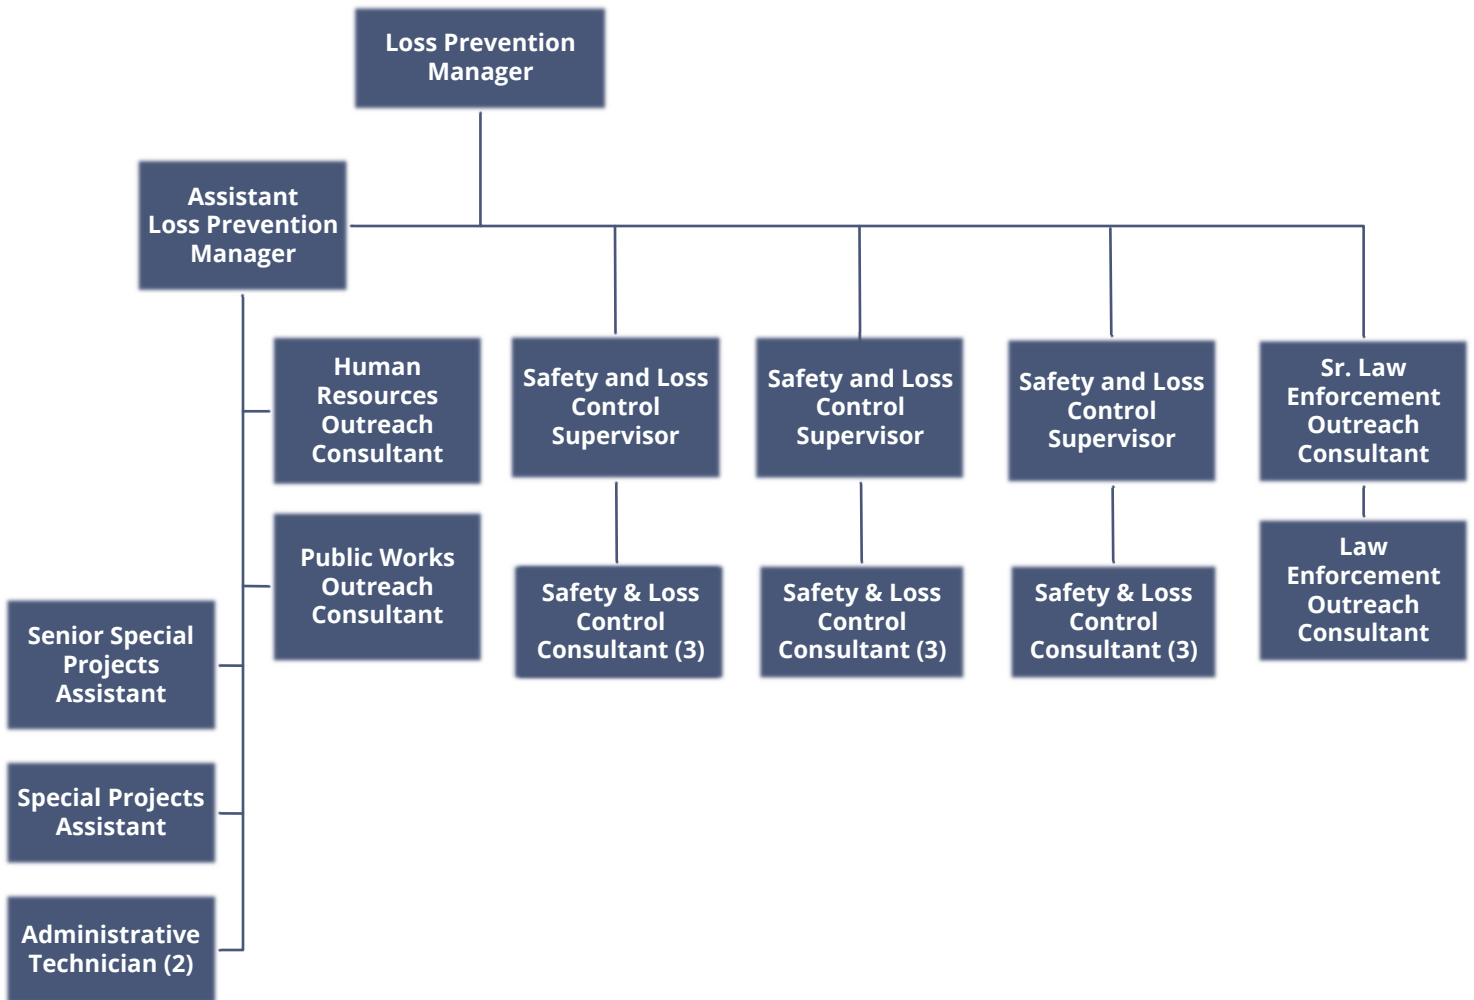 Loss Prevention
Manager
Assistant
Loss Prevention
Manager
Human
Resources
Outreach
Consultant
Safety and Loss
Control
Supervisor
Safety and Loss
Control
Supervisor
Safety and Loss
Control
Supervisor
Sr. Law
Enforcement
Outreach
Consultant
Public Works
Outreach
Consultant
Safety & Loss
Control
Consultant (3)
Safety & Loss
Control
Consultant (3)
Safety & Loss
Control
Consultant (3)
Law
Enforcement
Outreach
Consultant
Senior Special
Projects
Assistant
Special Projects
Assistant
Administrative
Technician (2)